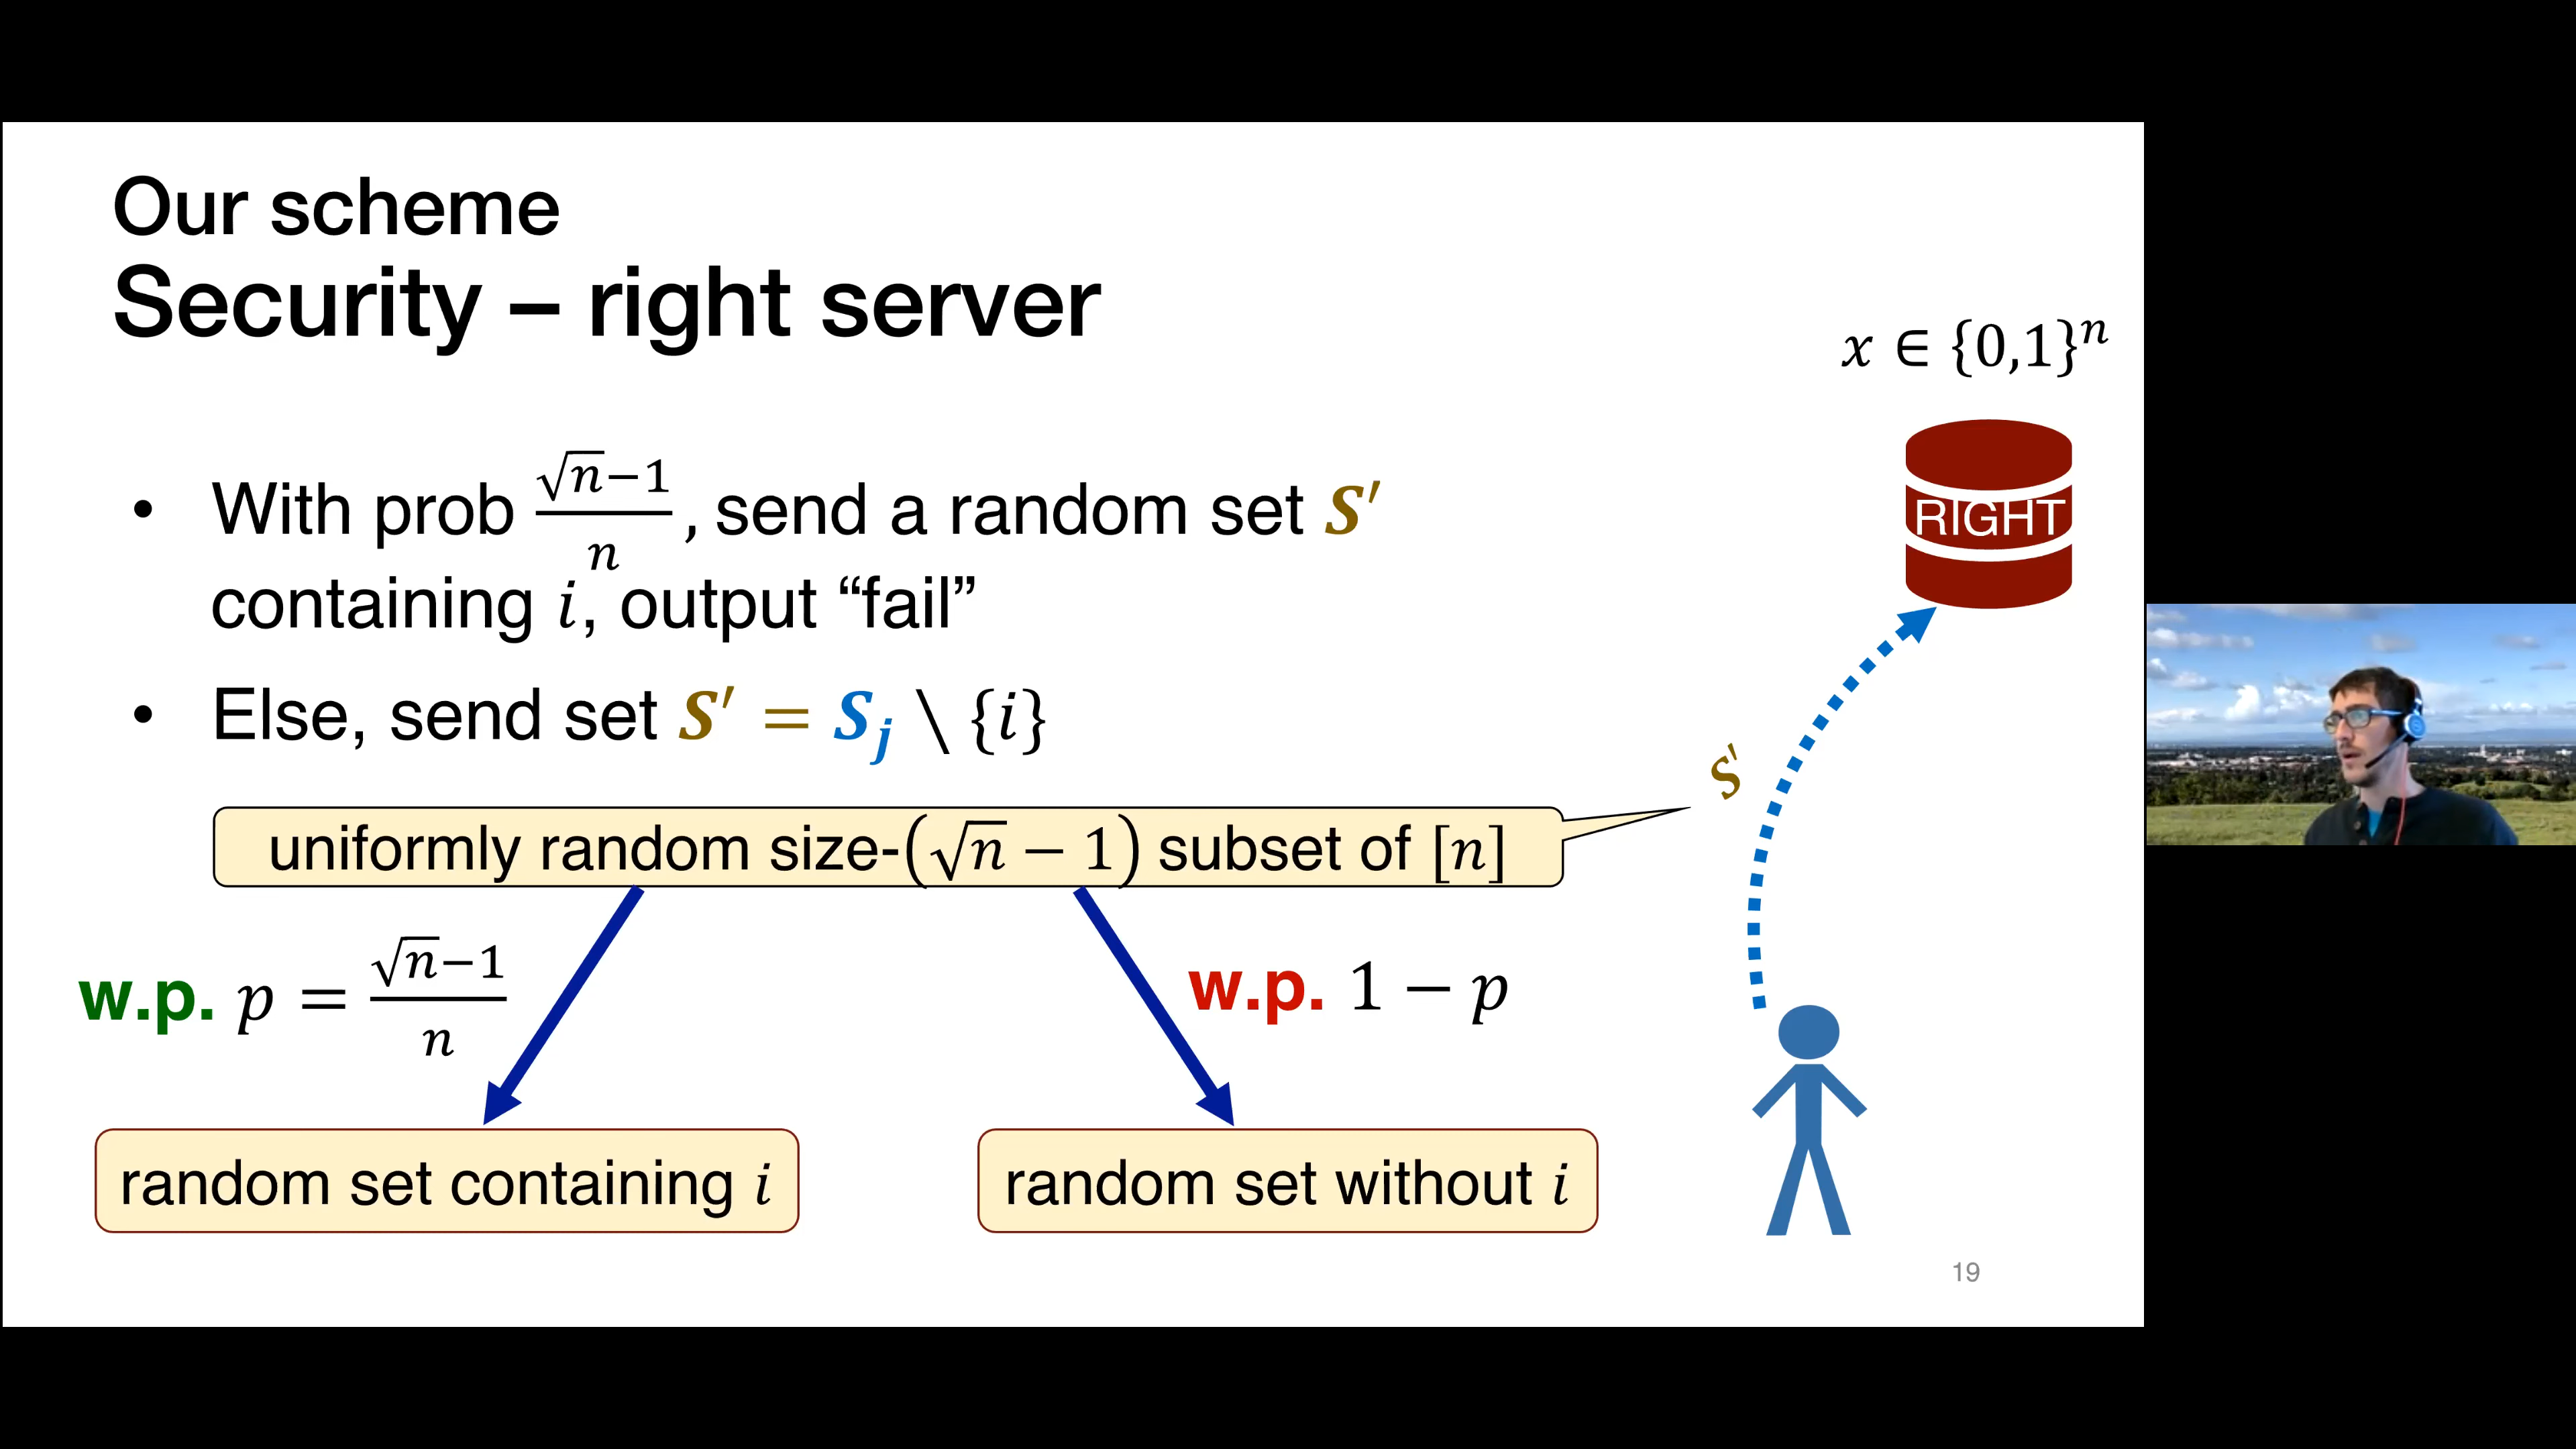 Our scheme
Security – right server
x ∈ {0,1}ⁿ
RIGHT
• With prob (√n−1)/n, send a random set S′
containing i, output “fail”
• Else, send set S′ = Sⱼ \ {i}
S′
uniformly random size-(√n − 1) subset of [n]
w.p. p = (√n−1)/n
w.p. 1 − p
random set containing i
random set without i
19